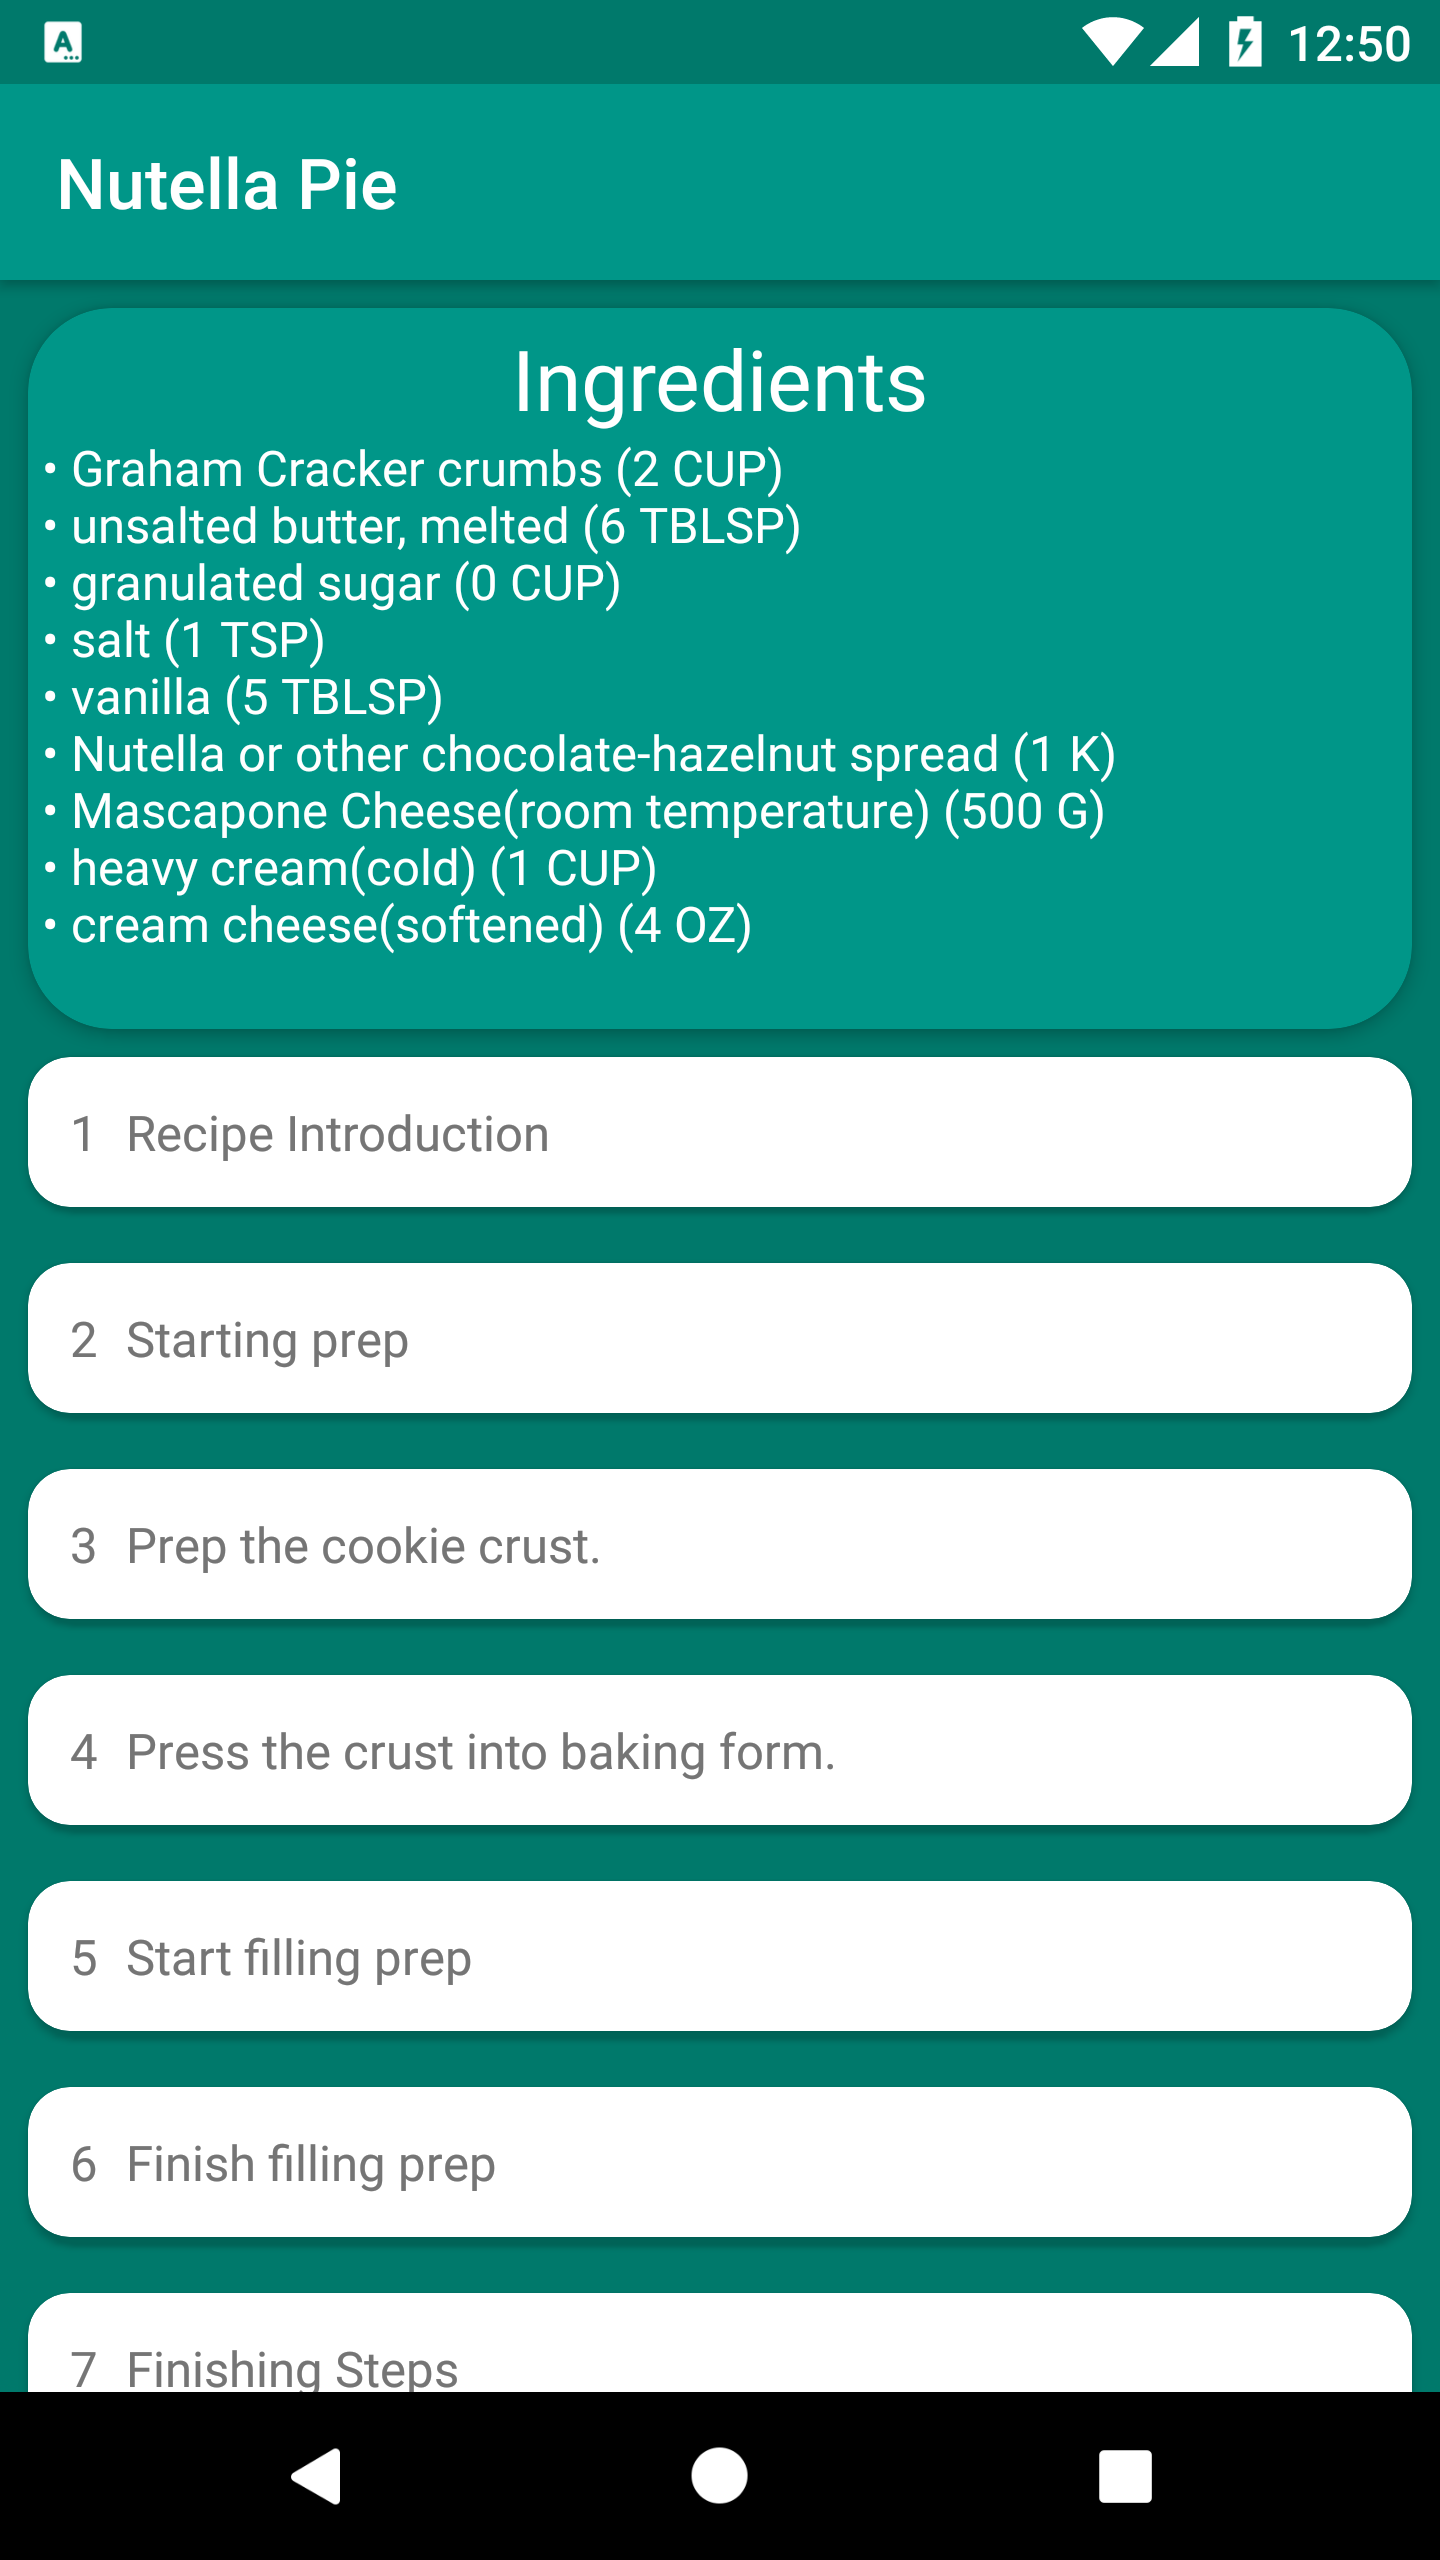 12:50
Nutella Pie
Ingredients
• Graham Cracker crumbs (2 CUP)
• unsalted butter, melted (6 TBLSP)
• granulated sugar (0 CUP)
• salt (1 TSP)
• vanilla (5 TBLSP)
• Nutella or other chocolate-hazelnut spread (1 K)
• Mascapone Cheese(room temperature) (500 G)
• heavy cream(cold) (1 CUP)
• cream cheese(softened) (4 OZ)
1 Recipe Introduction
2 Starting prep
3 Prep the cookie crust.
4 Press the crust into baking form.
5 Start filling prep
6 Finish filling prep
7 Finishing Steps